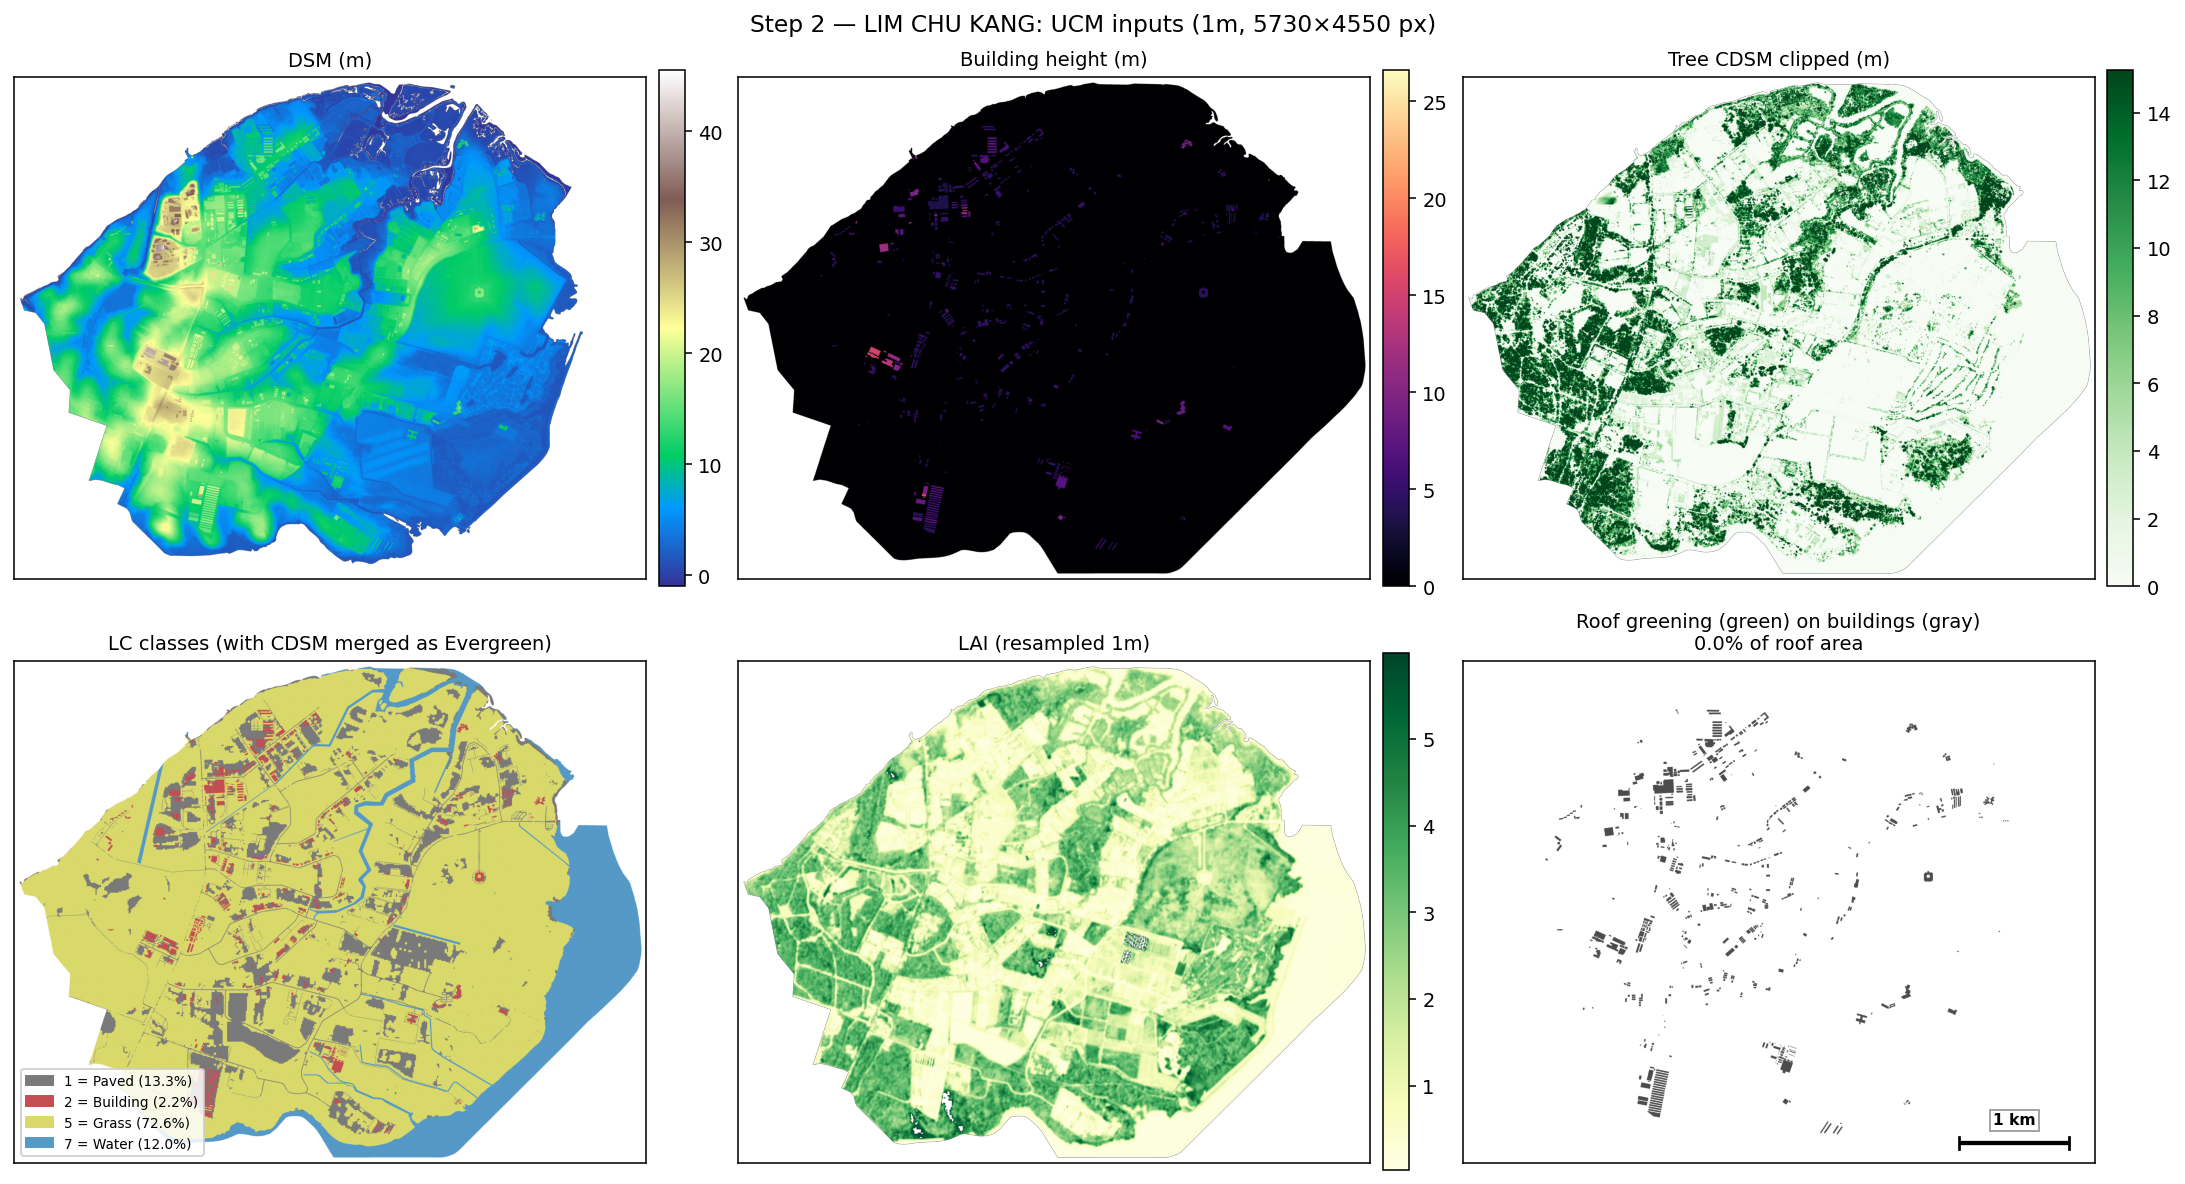 Step 2 — LIM CHU KANG: UCM inputs (1m, 5730×4550 px)
DSM (m)
40
30
20
10
0
Building height (m)
25
20
15
10
5
0
Tree CDSM clipped (m)
14
12
10
8
6
4
2
0
LC classes (with CDSM merged as Evergreen)
1 = Paved (13.3%)
2 = Building (2.2%)
5 = Grass (72.6%)
7 = Water (12.0%)
LAI (resampled 1m)
5
4
3
2
1
Roof greening (green) on buildings (gray)
0.0% of roof area
1 km